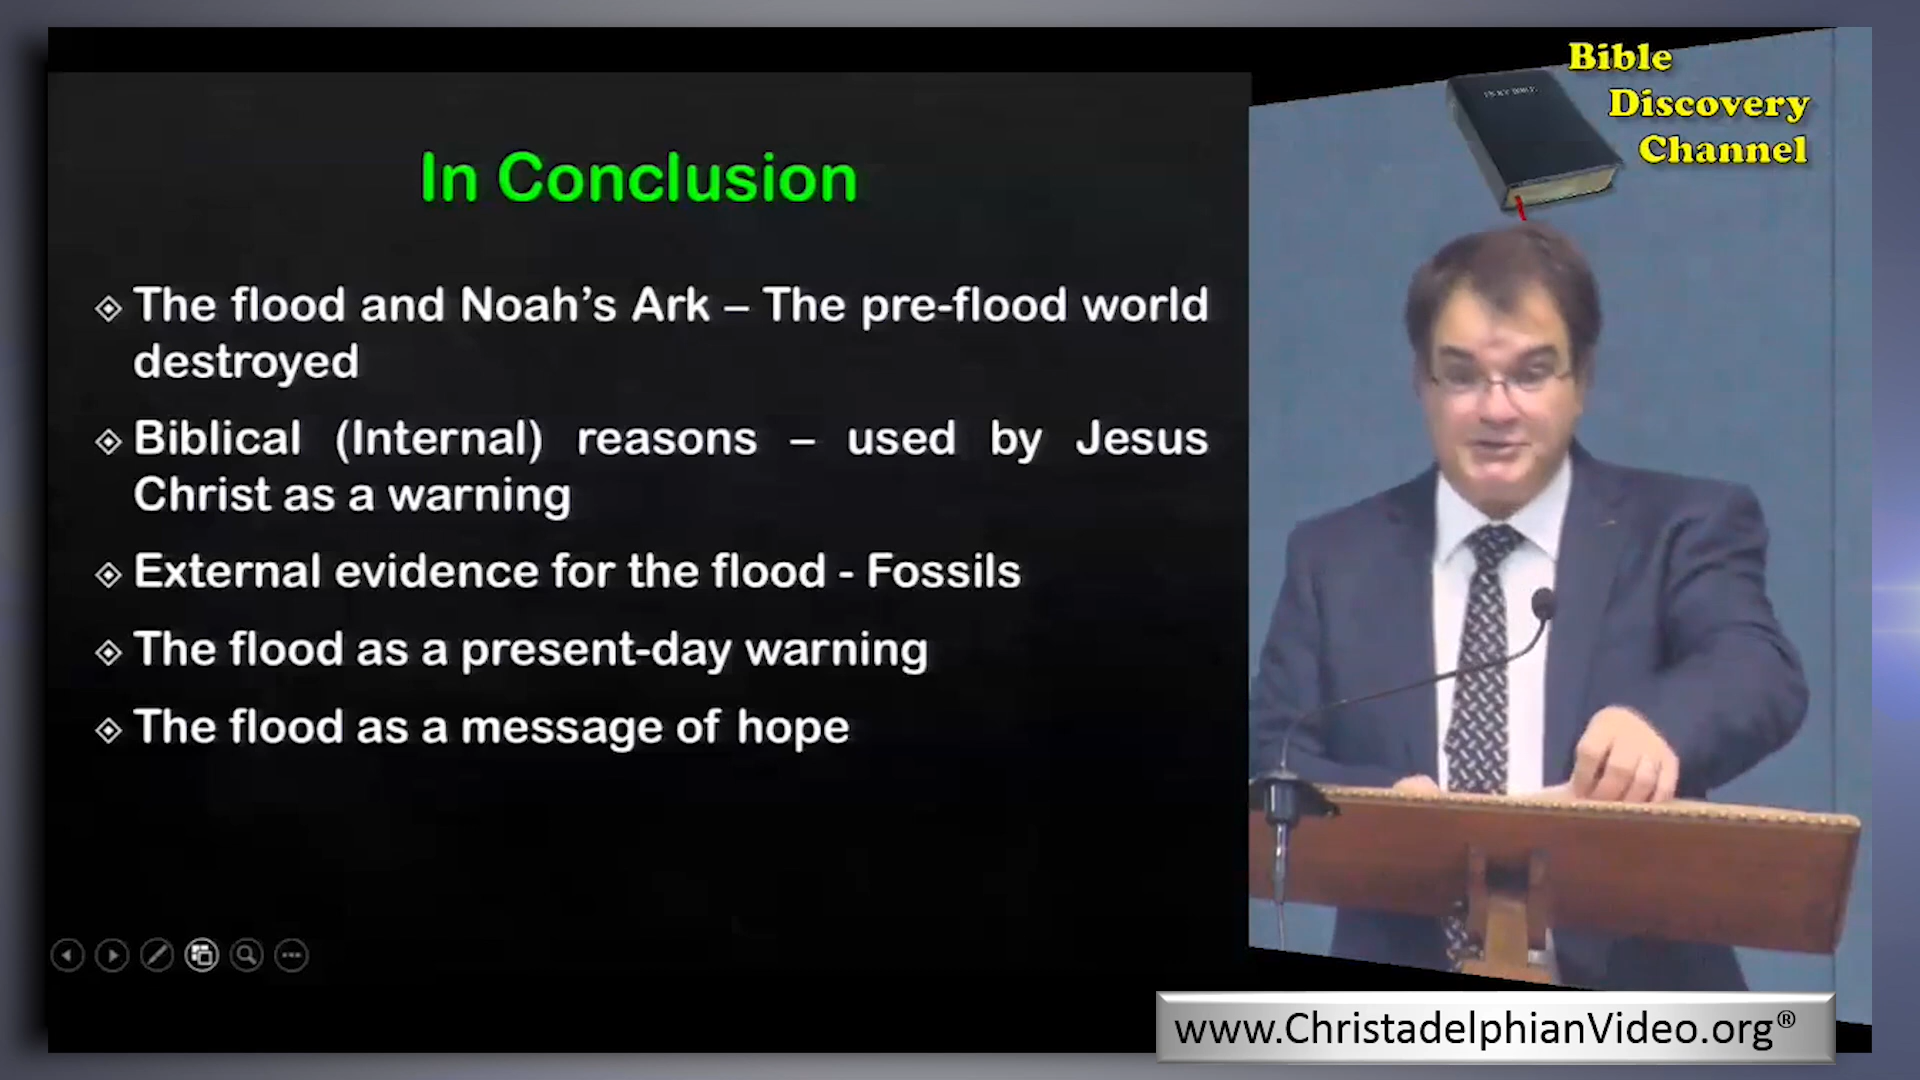 In Conclusion
The flood and Noah's Ark – The pre-flood world
destroyed
Biblical (Internal) reasons – used by Jesus
Christ as a warning
External evidence for the flood - Fossils
The flood as a present-day warning
The flood as a message of hope
Bible
Discovery
Channel
HOLY BIBLE
www.ChristadelphianVideo.org®